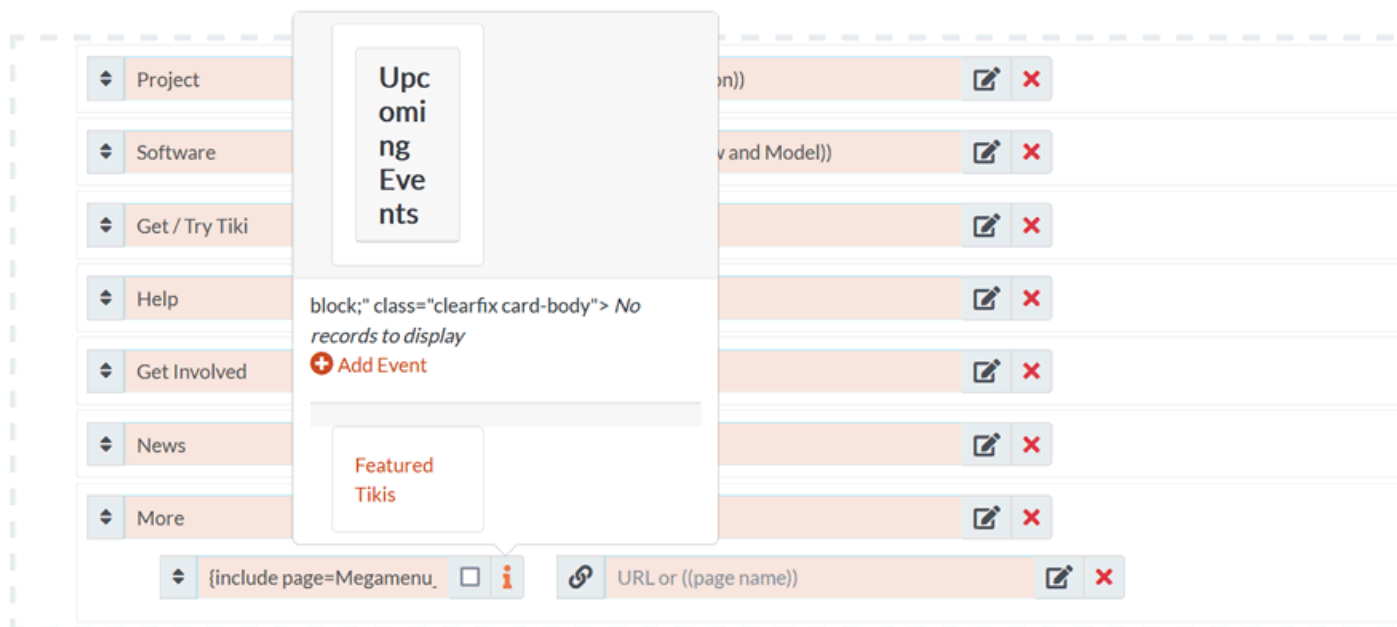 Project
on))
Software
v and Model))
Get / Try Tiki
Help
Get Involved
News
More
Upc
omi
ng
Eve
nts
block;" class="clearfix card-body"> No
records to display
Add Event
Featured
Tikis
{include page=Megamenu_
URL or ((page name))